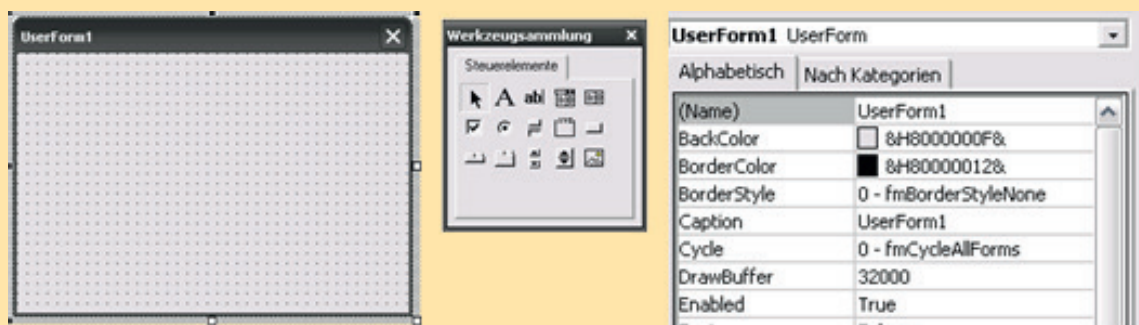 UserForm1
Werkzeugsammlung
Steuerelemente
A abl
UserForm1 UserForm
Alphabetisch Nach Kategorien
(Name) UserForm1
BackColor &H8000000F&
BorderColor &H80000012&
BorderStyle 0 - fmBorderStyleNone
Caption UserForm1
Cycle 0 - fmCycleAllForms
DrawBuffer 32000
Enabled True